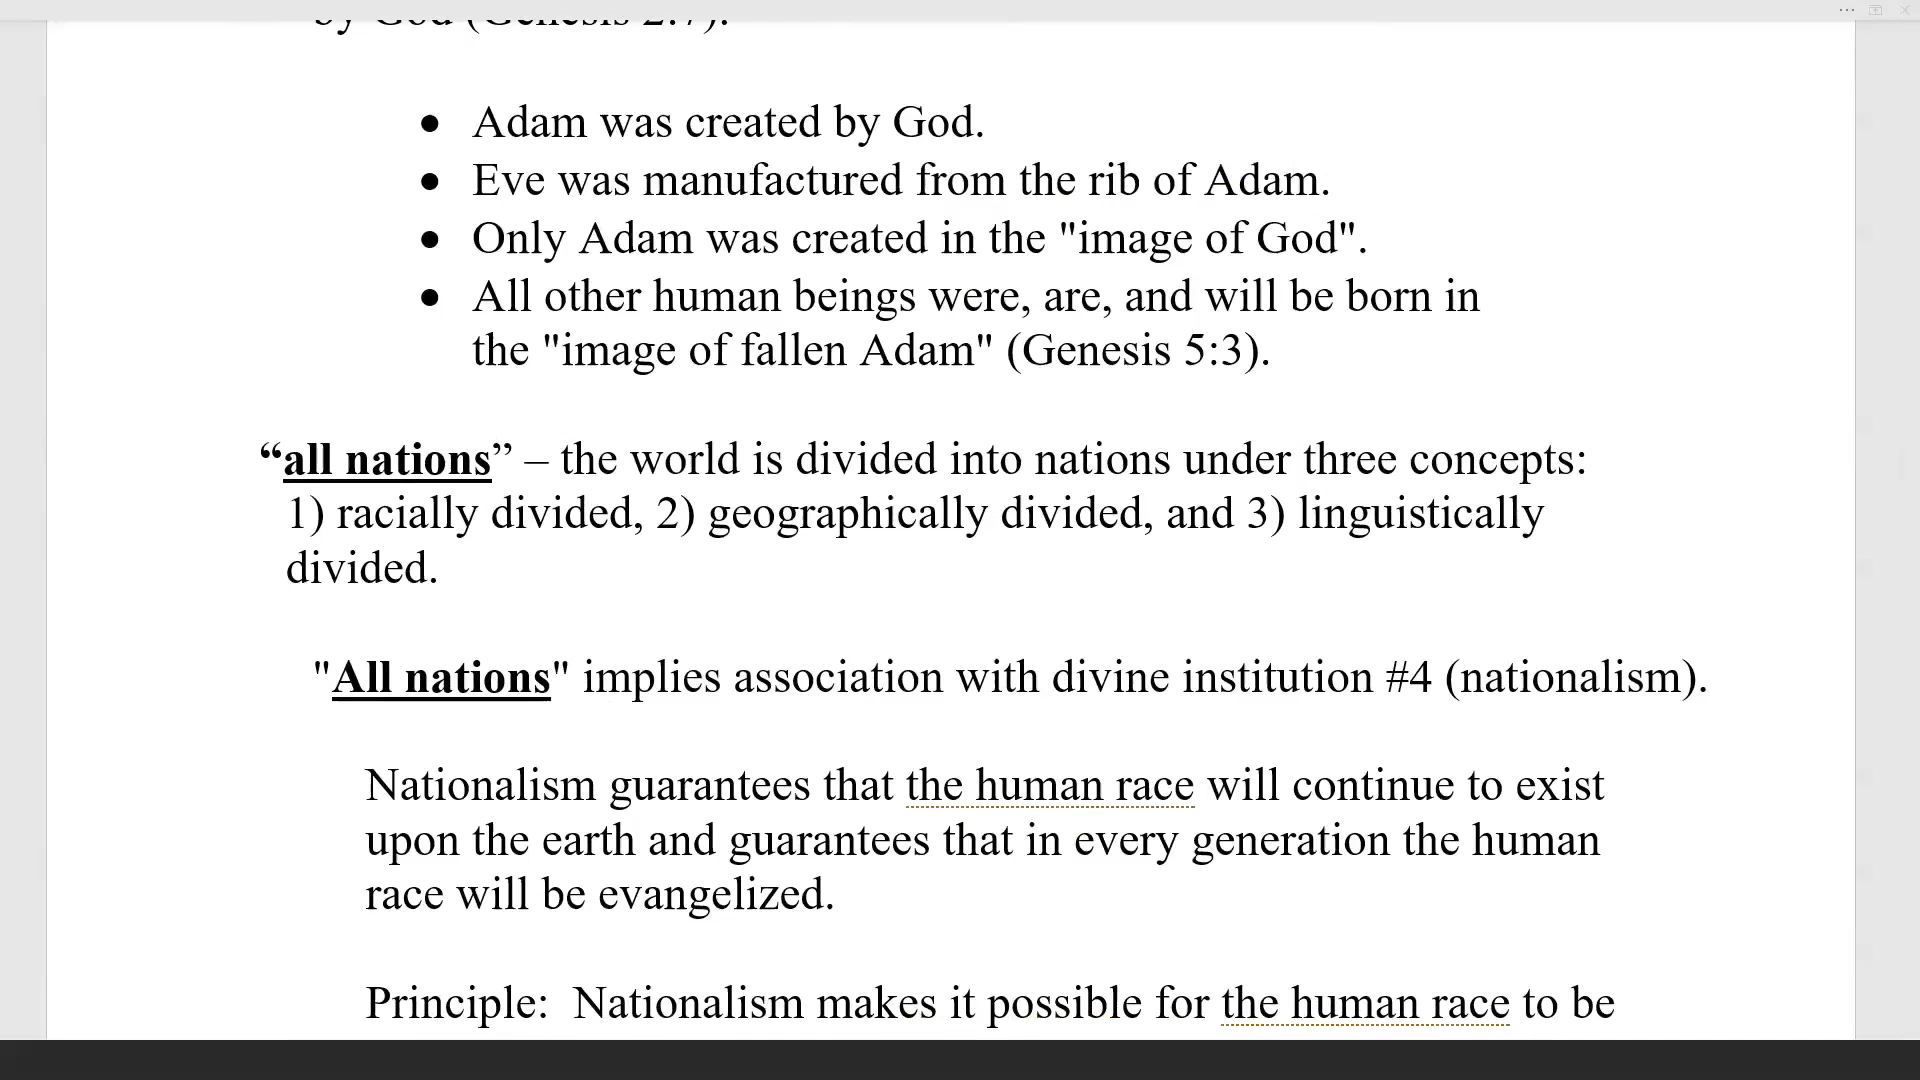 by God (Genesis 2:7).
• Adam was created by God.
• Eve was manufactured from the rib of Adam.
• Only Adam was created in the "image of God".
• All other human beings were, are, and will be born in
the "image of fallen Adam" (Genesis 5:3).
“all nations” – the world is divided into nations under three concepts:
1) racially divided, 2) geographically divided, and 3) linguistically
divided.
"All nations" implies association with divine institution #4 (nationalism).
Nationalism guarantees that the human race will continue to exist
upon the earth and guarantees that in every generation the human
race will be evangelized.
Principle:  Nationalism makes it possible for the human race to be